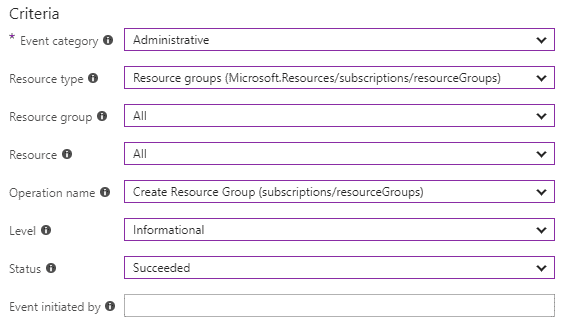 Criteria
* Event category Administrative
Resource type Resource groups (Microsoft.Resources/subscriptions/resourceGroups)
Resource group All
Resource All
Operation name Create Resource Group (subscriptions/resourceGroups)
Level Informational
Status Succeeded
Event initiated by